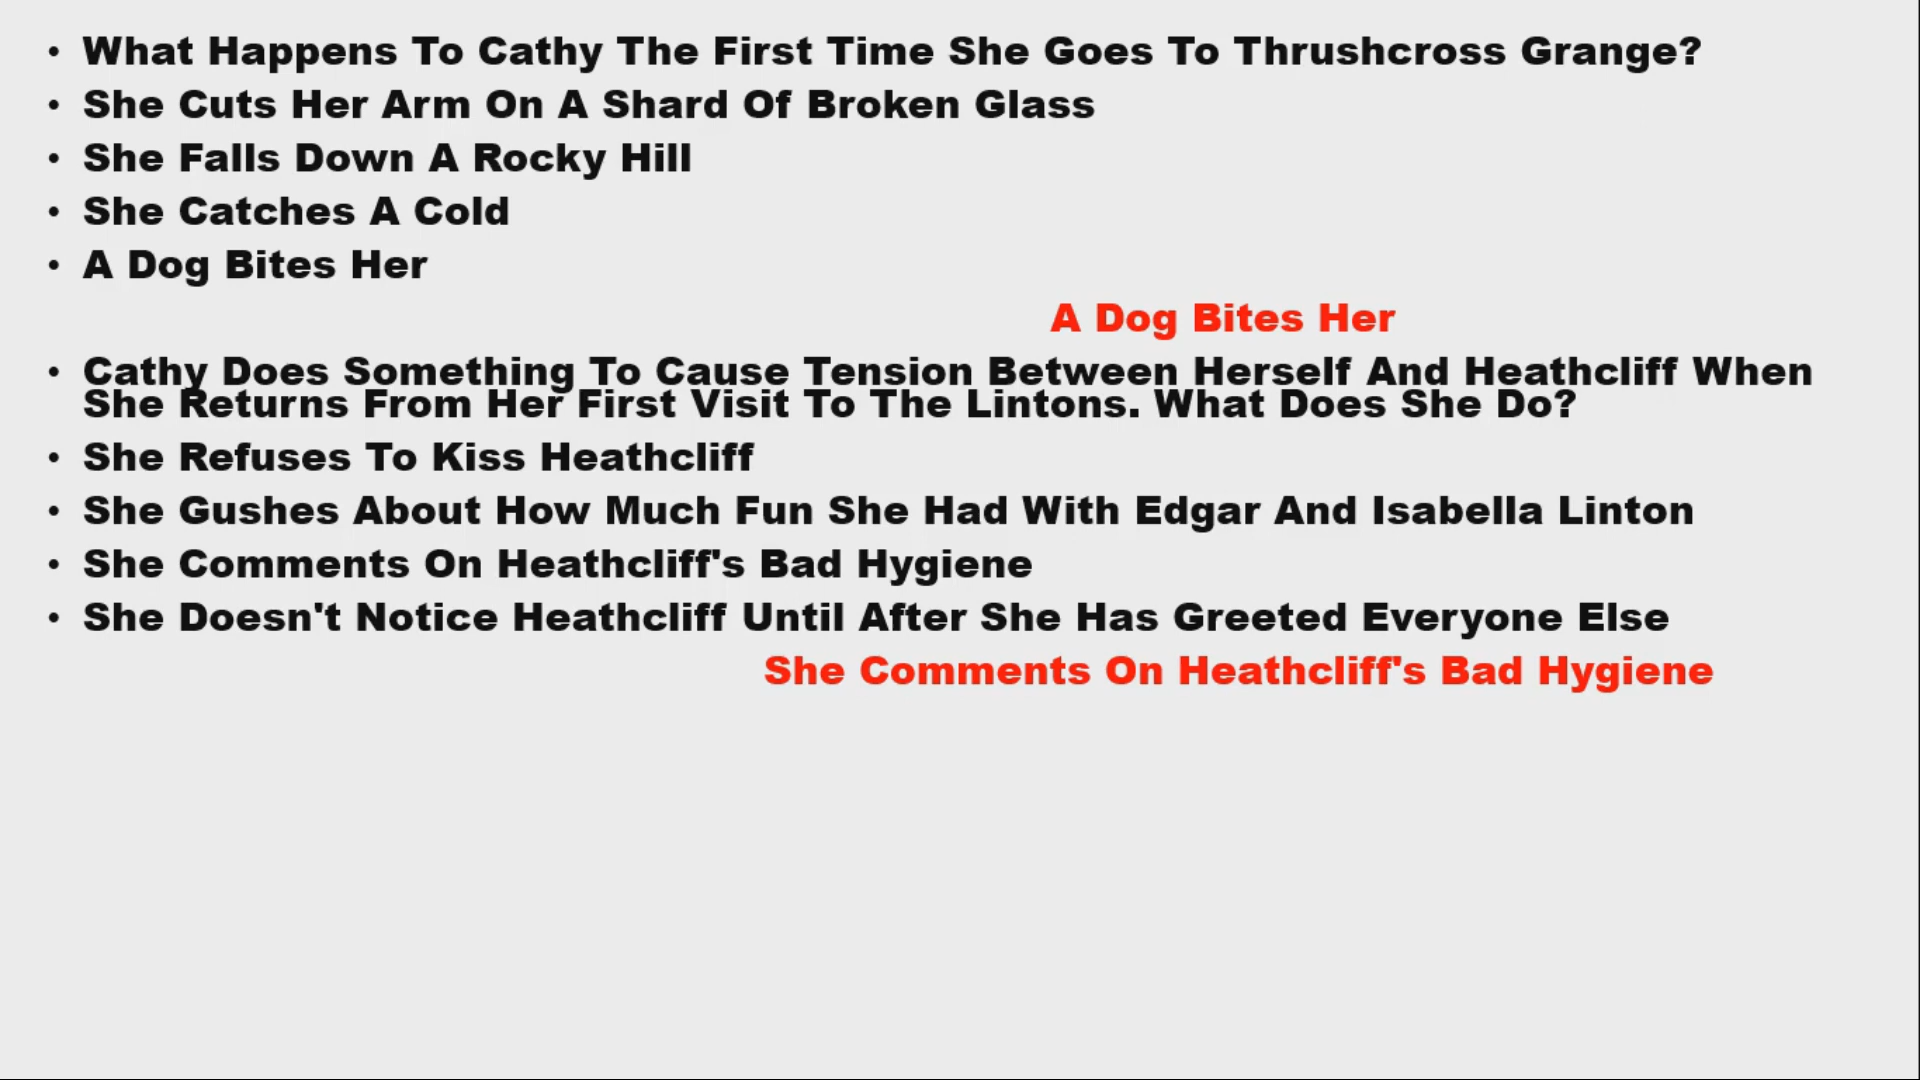 • What Happens To Cathy The First Time She Goes To Thrushcross Grange?
• She Cuts Her Arm On A Shard Of Broken Glass
• She Falls Down A Rocky Hill
• She Catches A Cold
• A Dog Bites Her
A Dog Bites Her
• Cathy Does Something To Cause Tension Between Herself And Heathcliff When
She Returns From Her First Visit To The Lintons. What Does She Do?
• She Refuses To Kiss Heathcliff
• She Gushes About How Much Fun She Had With Edgar And Isabella Linton
• She Comments On Heathcliff's Bad Hygiene
• She Doesn't Notice Heathcliff Until After She Has Greeted Everyone Else
She Comments On Heathcliff's Bad Hygiene